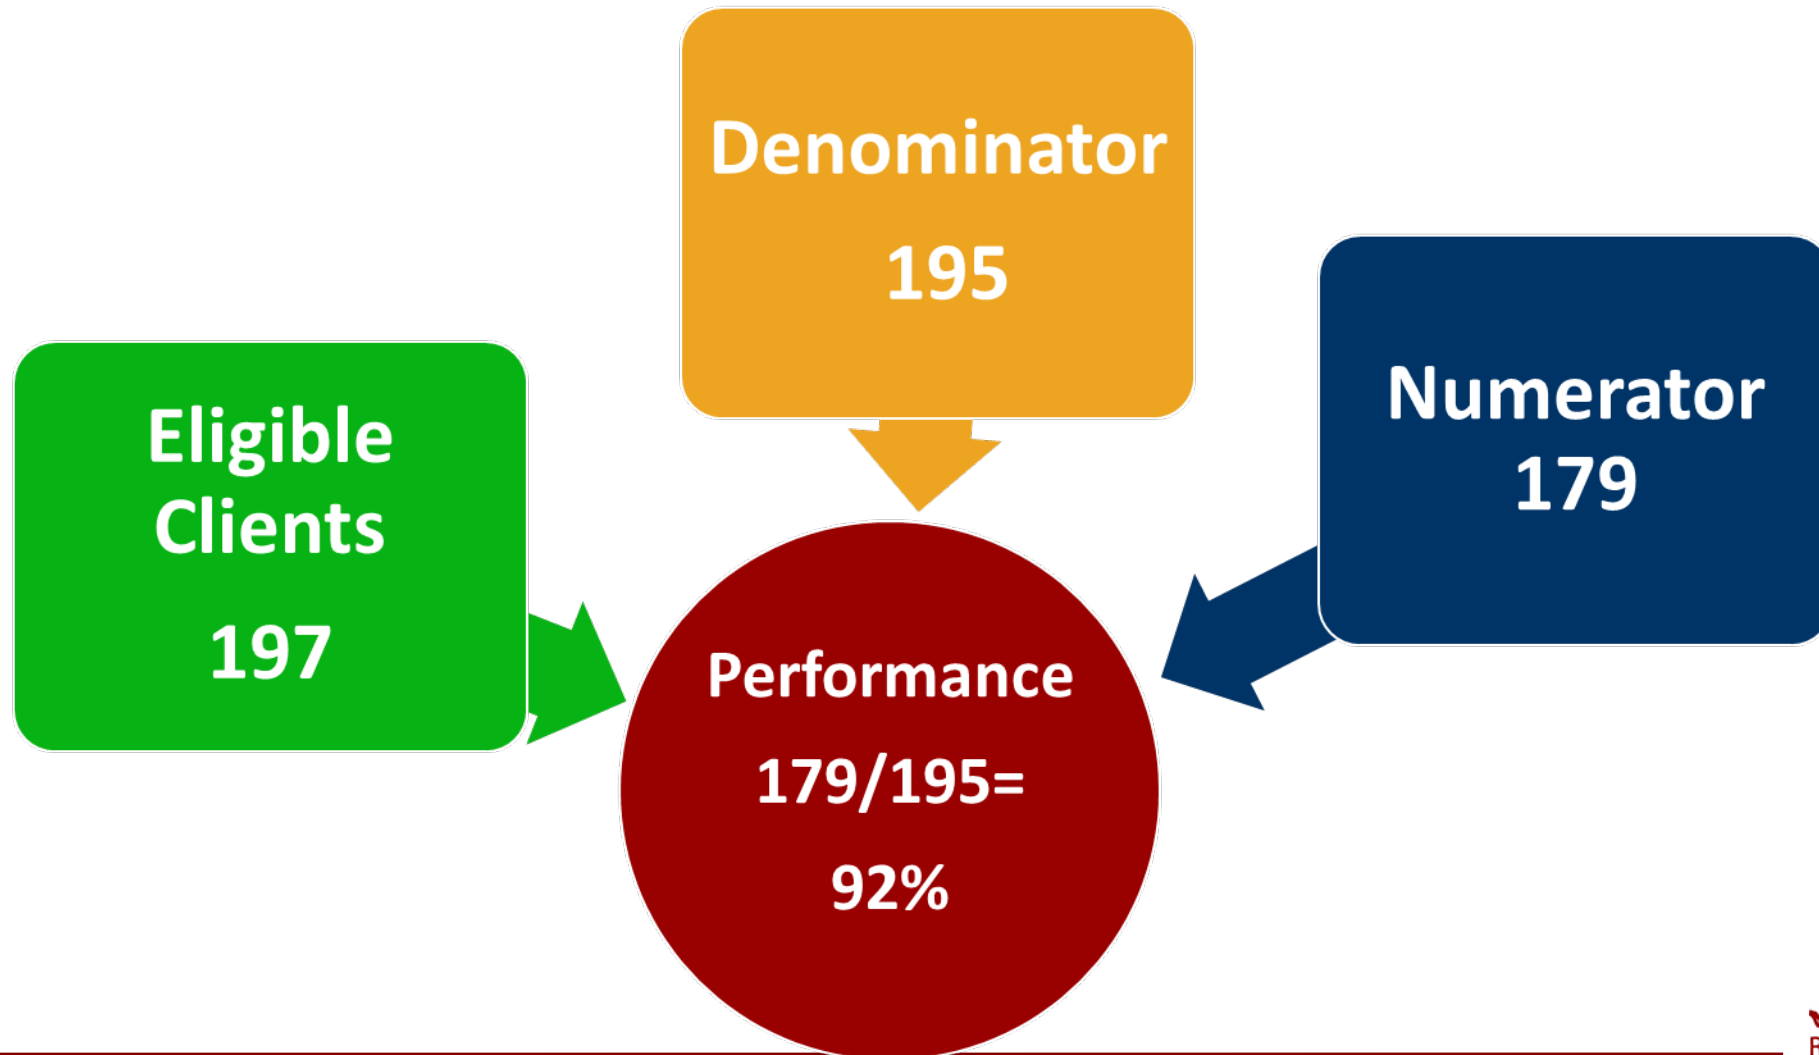 Denominator
195
Numerator
179
Eligible
Clients
197
Performance
179/195=
92%